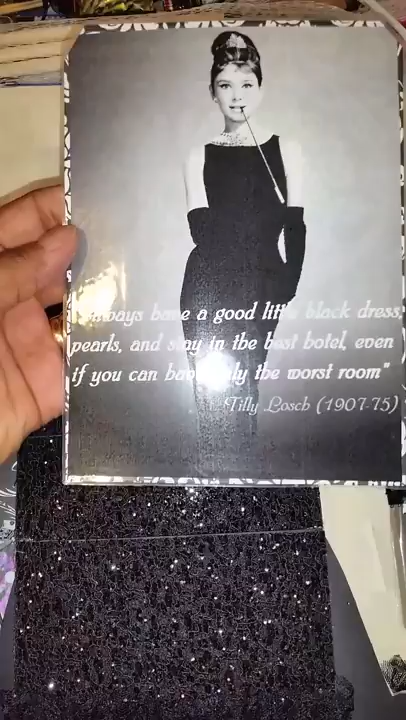 have a good little black dress,
pearls, and stay in the best hotel, even
if you can only the worst room"
Tilly Losch (1907-75)